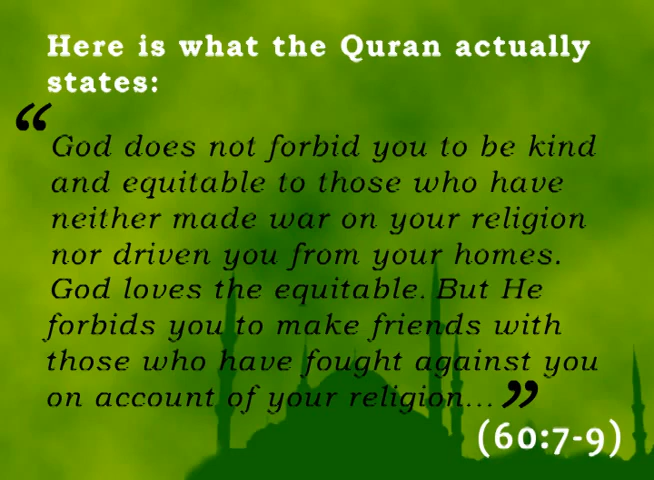 Here is what the Quran actually
states:
“God does not forbid you to be kind
and equitable to those who have
neither made war on your religion
nor driven you from your homes.
God loves the equitable. But He
forbids you to make friends with
those who have fought against you
on account of your religion...”
(60:7-9)